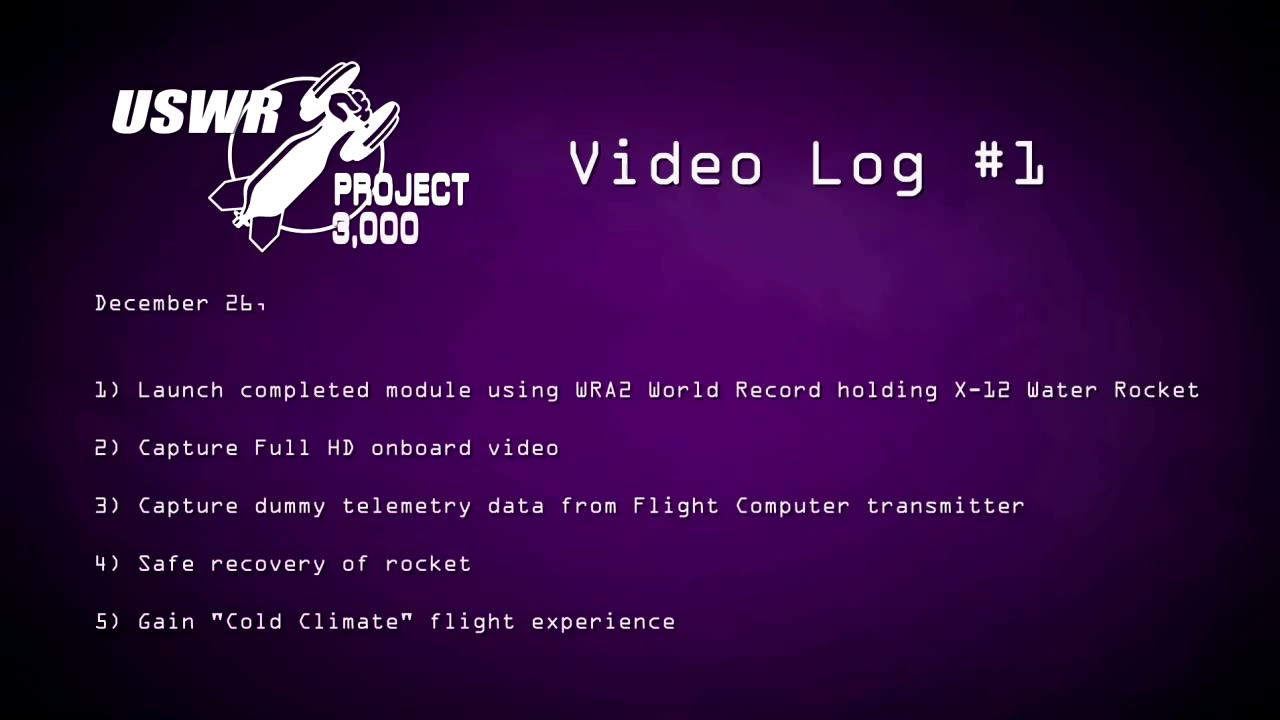 USWR
PROJECT
3,000
Video Log #1
December 26,
1) Launch completed module using WRA2 World Record holding X-12 Water Rocket
2) Capture Full HD onboard video
3) Capture dummy telemetry data from Flight Computer transmitter
4) Safe recovery of rocket
5) Gain "Cold Climate" flight experience